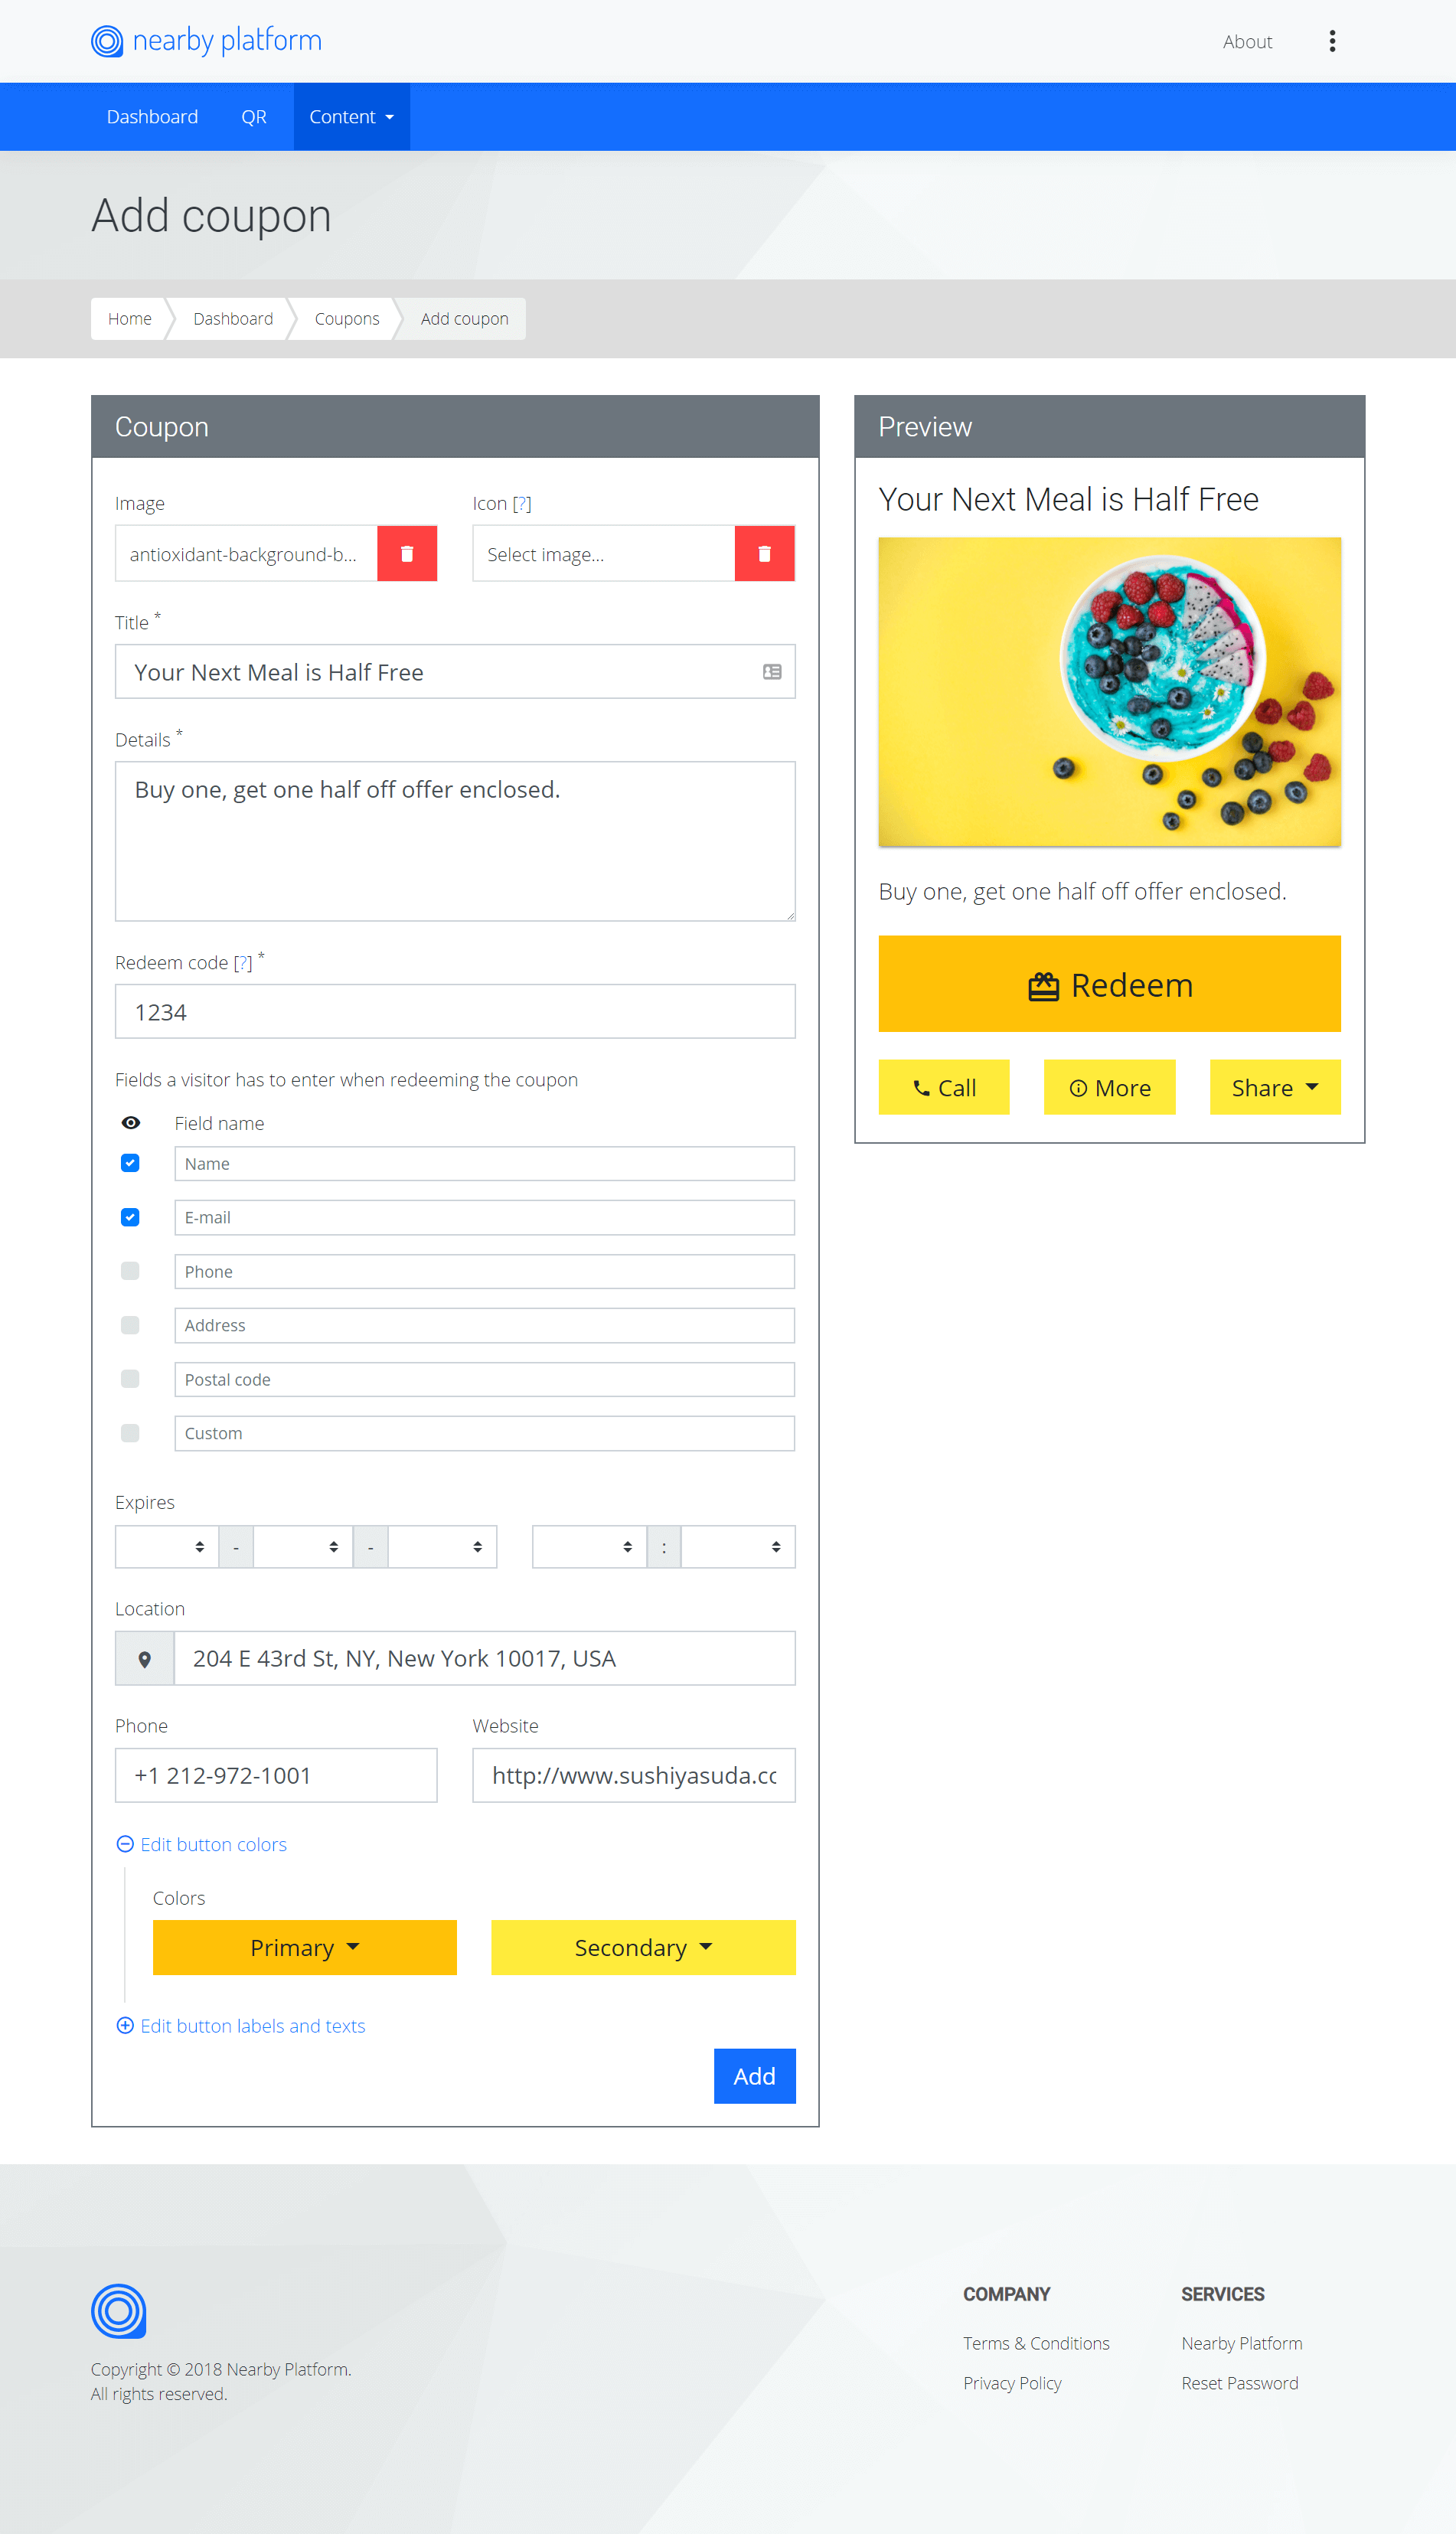 nearby platform
About
Dashboard
QR
Content
Add coupon
Home
Dashboard
Coupons
Add coupon
Coupon
Image
Icon [?]
antioxidant-background-b...
Select image...
Title *
Your Next Meal is Half Free
Details *
Buy one, get one half off offer enclosed.
Redeem code [?] *
1234
Fields a visitor has to enter when redeeming the coupon
Field name
Name
E-mail
Phone
Address
Postal code
Custom
Expires
-
-
:
Location
204 E 43rd St, NY, New York 10017, USA
Phone
Website
+1 212-972-1001
http://www.sushiyasuda.cc
Edit button colors
Colors
Primary
Secondary
Edit button labels and texts
Add
Preview
Your Next Meal is Half Free
Buy one, get one half off offer enclosed.
Redeem
Call
More
Share
Copyright © 2018 Nearby Platform.
All rights reserved.
COMPANY
Terms & Conditions
Privacy Policy
SERVICES
Nearby Platform
Reset Password